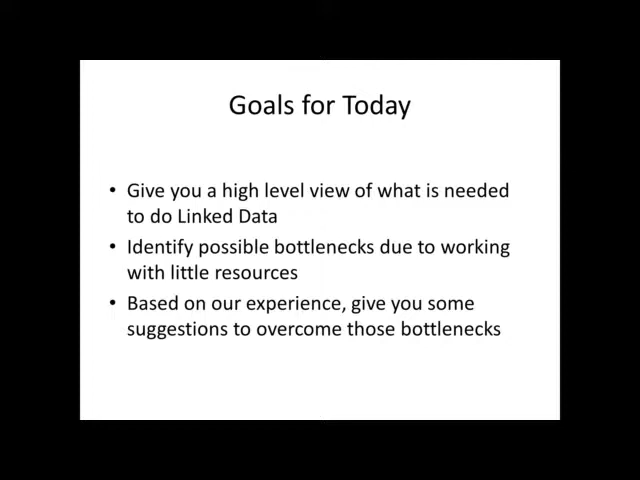 Goals for Today
• Give you a high level view of what is needed
to do Linked Data
• Identify possible bottlenecks due to working
with little resources
• Based on our experience, give you some
suggestions to overcome those bottlenecks